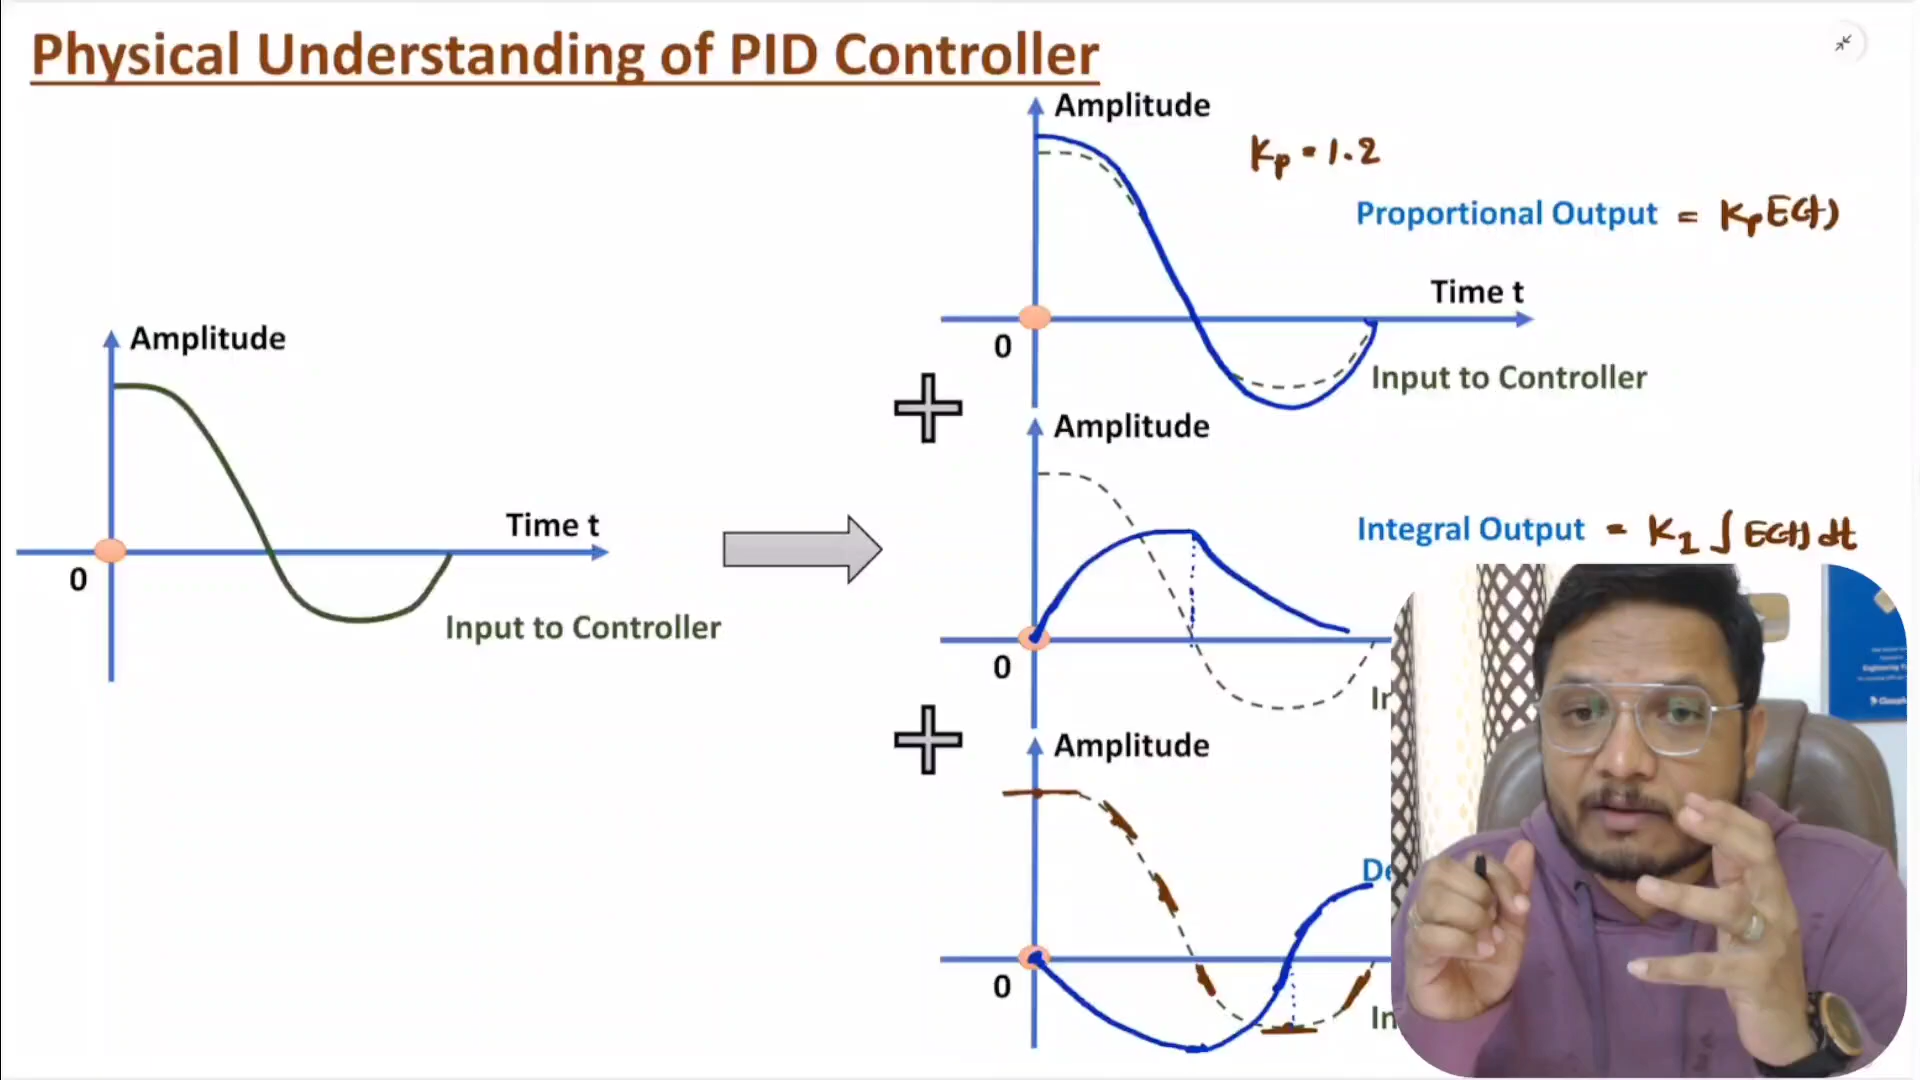 Physical Understanding of PID Controller
Amplitude
Kp = 1.2
Proportional Output = KpE(t)
Time t
0
Input to Controller
Amplitude
Time t
0
Input to Controller
Amplitude
Integral Output = KI ∫ E(t) dt
0
Amplitude
0